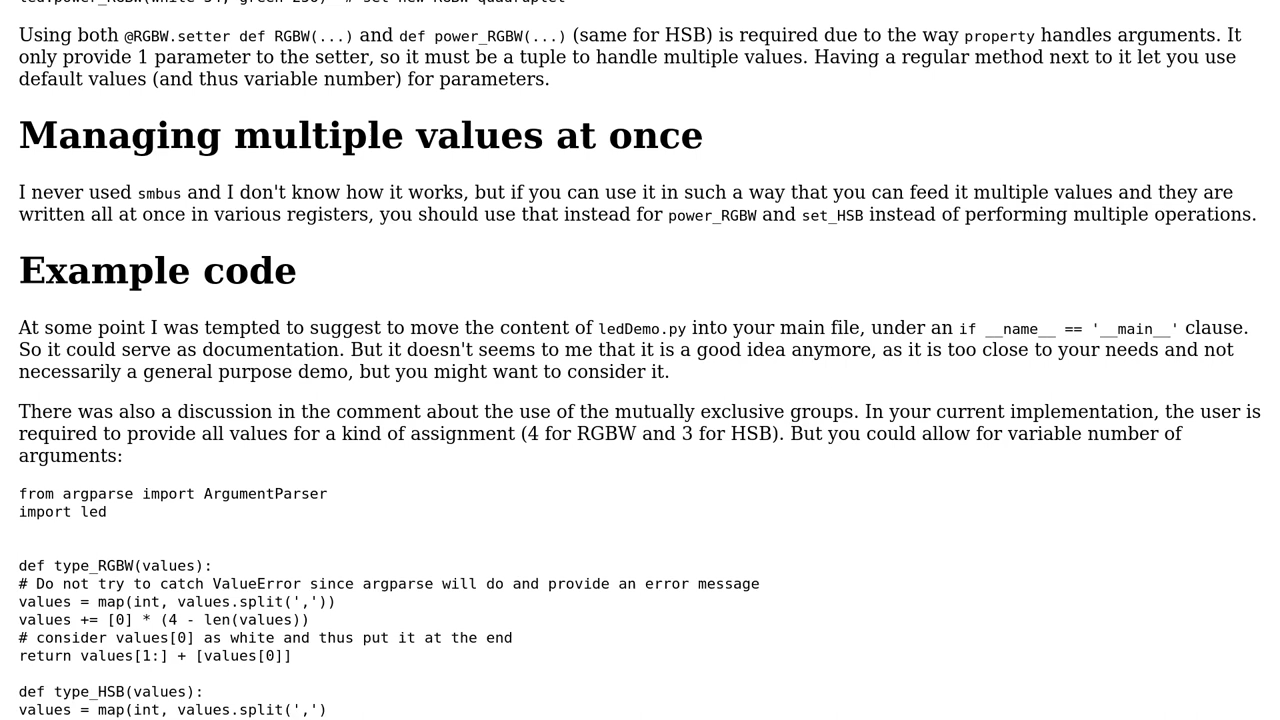 led.power_RGBW(white=34, green=250)  # set new RGBW quadruplet
Using both @RGBW.setter def RGBW(...) and def power_RGBW(...) (same for HSB) is required due to the way property handles arguments. It
only provide 1 parameter to the setter, so it must be a tuple to handle multiple values. Having a regular method next to it let you use
default values (and thus variable number) for parameters.
Managing multiple values at once
I never used smbus and I don't know how it works, but if you can use it in such a way that you can feed it multiple values and they are
written all at once in various registers, you should use that instead for power_RGBW and set_HSB instead of performing multiple operations.
Example code
At some point I was tempted to suggest to move the content of ledDemo.py into your main file, under an if __name__ == '__main__' clause.
So it could serve as documentation. But it doesn't seems to me that it is a good idea anymore, as it is too close to your needs and not
necessarily a general purpose demo, but you might want to consider it.
There was also a discussion in the comment about the use of the mutually exclusive groups. In your current implementation, the user is
required to provide all values for a kind of assignment (4 for RGBW and 3 for HSB). But you could allow for variable number of
arguments:
from argparse import ArgumentParser
import led
def type_RGBW(values):
# Do not try to catch ValueError since argparse will do and provide an error message
values = map(int, values.split(','))
values += [0] * (4 - len(values))
# consider values[0] as white and thus put it at the end
return values[1:] + [values[0]]
def type_HSB(values):
values = map(int, values.split(',')